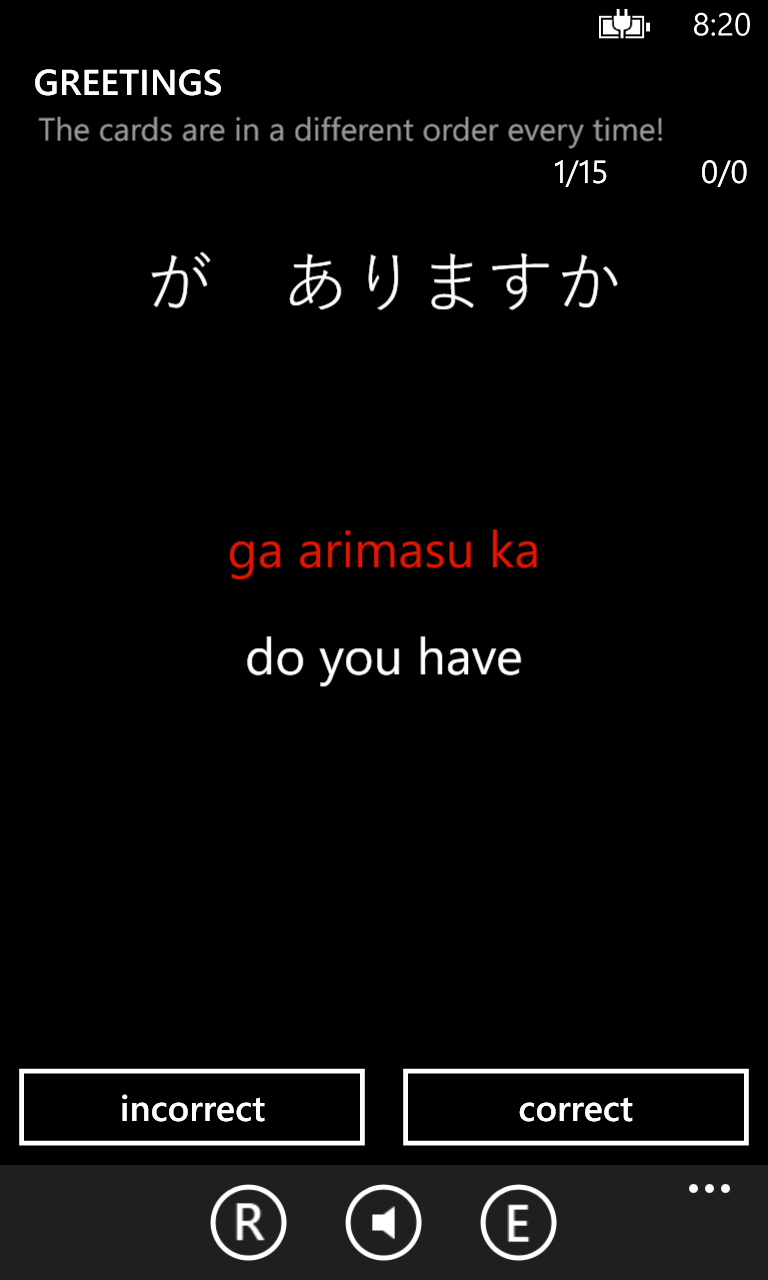 8:20
GREETINGS
The cards are in a different order every time!
1/15 0/0
が　ありますか
ga arimasu ka
do you have
incorrect correct
R E